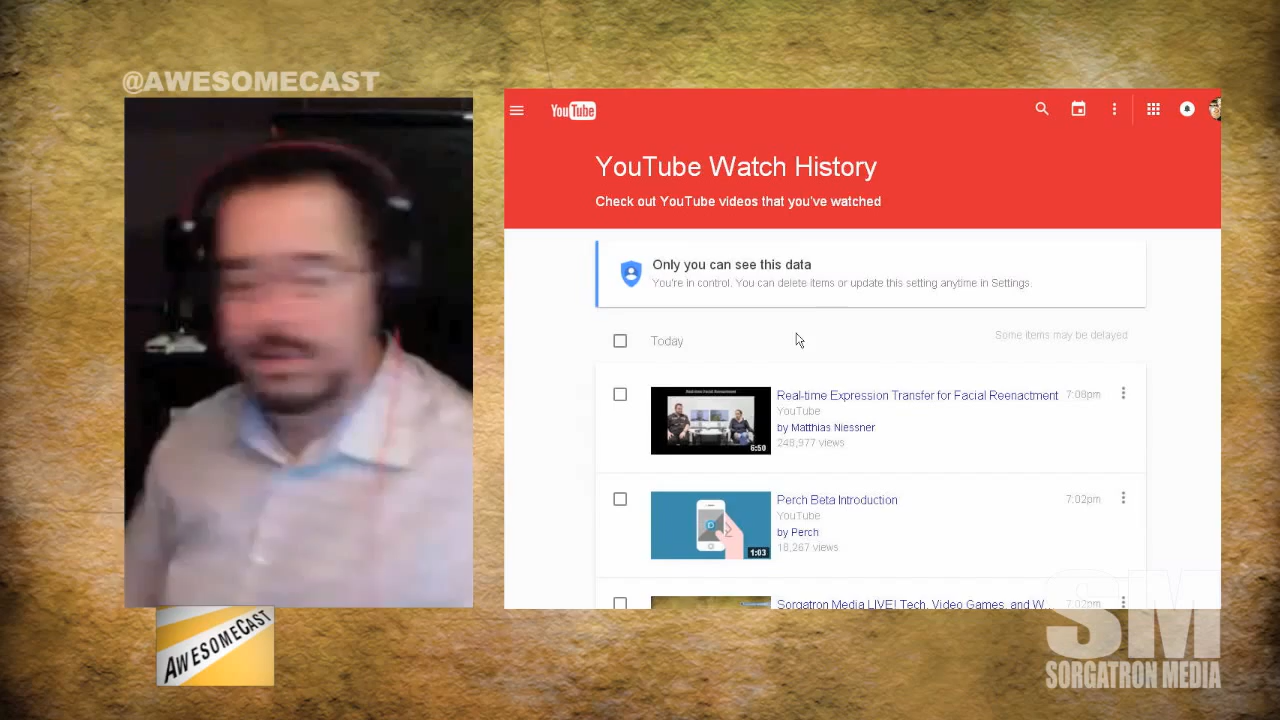 @AWESOMECAST
YouTube
YouTube Watch History
Check out YouTube videos that you've watched
Only you can see this data
You're in control. You can delete items or update this setting anytime in Settings.
Today
Some items may be delayed
Real-time Expression Transfer for Facial Reenactment 7:08pm
YouTube
by Matthias Niessner
248,977 views
6:50
Perch Beta Introduction 7:02pm
YouTube
by Perch
18,267 views
1:03
Sorgatron Media LIVE! Tech, Video Games, and W... 7:02pm
AWESOMECAST
SM
SORGATRON MEDIA